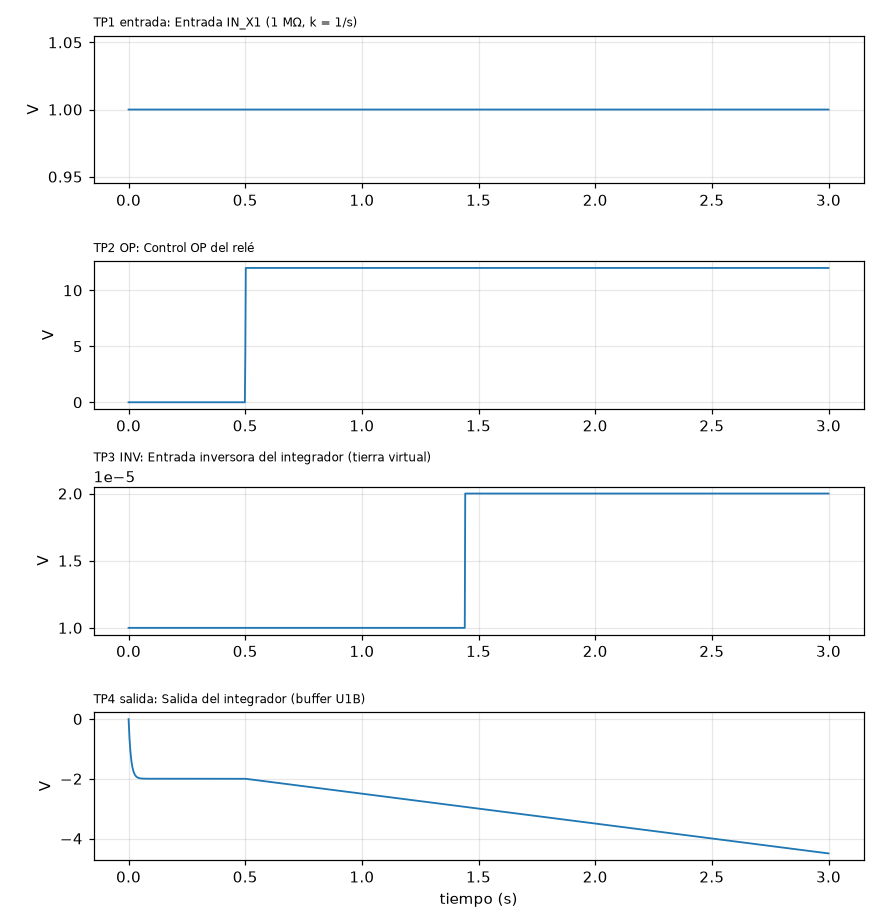 TP1 entrada: Entrada IN_X1 (1 MΩ, k = 1/s)
1.05
1.00
0.95
V
0.0 0.5 1.0 1.5 2.0 2.5 3.0
TP2 OP: Control OP del relé
10
5
0
V
0.0 0.5 1.0 1.5 2.0 2.5 3.0
TP3 INV: Entrada inversora del integrador (tierra virtual)
1e−5
2.0
1.5
1.0
V
0.0 0.5 1.0 1.5 2.0 2.5 3.0
TP4 salida: Salida del integrador (buffer U1B)
0
−2
−4
V
0.0 0.5 1.0 1.5 2.0 2.5 3.0
tiempo (s)